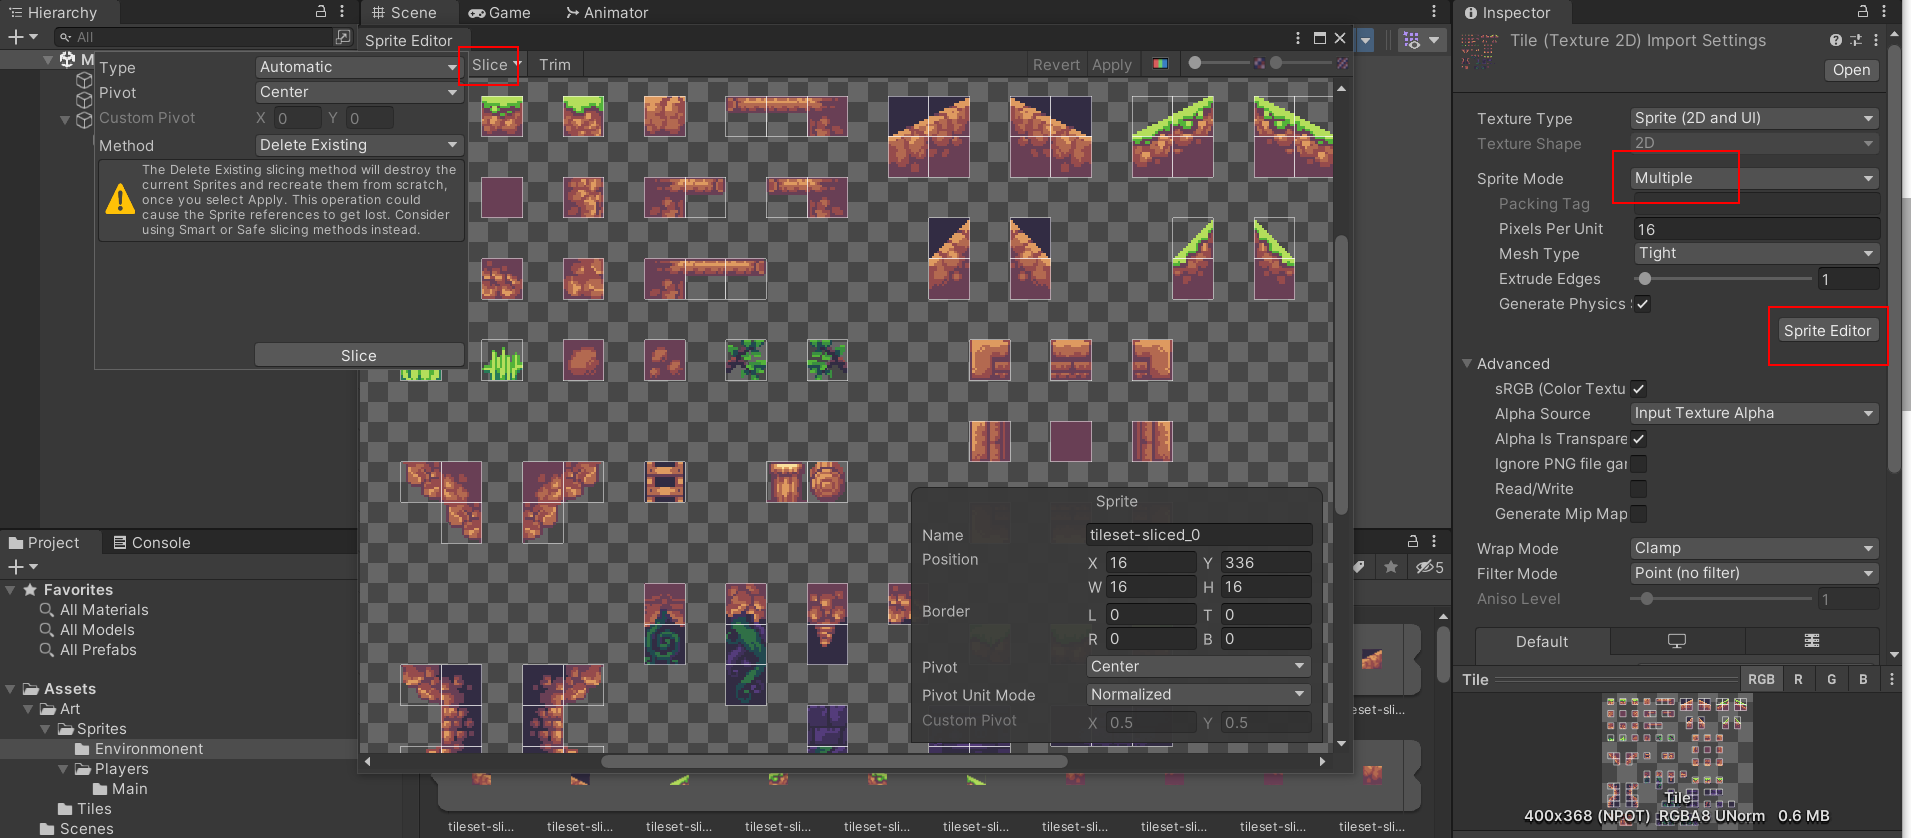 Hierarchy
Scene
Game
Animator
Inspector
All
Sprite Editor
Tile (Texture 2D) Import Settings
Open
M
Type
Automatic
Slice
Trim
Revert
Apply
Pivot
Center
Custom Pivot
X 0 Y 0
Method
Delete Existing
The Delete Existing slicing method will destroy the
current Sprites and recreate them from scratch,
once you select Apply. This operation could
cause the Sprite references to get lost. Consider
using Smart or Safe slicing methods instead.
Slice
Texture Type
Sprite (2D and UI)
Texture Shape
2D
Sprite Mode
Multiple
Packing Tag
Pixels Per Unit
16
Mesh Type
Tight
Extrude Edges
1
Generate Physics
Sprite Editor
Advanced
sRGB (Color Textu
Alpha Source
Input Texture Alpha
Alpha Is Transpare
Ignore PNG file gar
Read/Write
Generate Mip Map
Wrap Mode
Clamp
Filter Mode
Point (no filter)
Aniso Level
1
Default
Tile
RGB R G B
Tile
400x368 (NPOT) RGBA8 UNorm 0.6 MB
Sprite
Name
tileset-sliced_0
Position
X 16 Y 336
W 16 H 16
Border
L 0 T 0
R 0 B 0
Pivot
Center
Pivot Unit Mode
Normalized
Custom Pivot
X 0.5 Y 0.5
Project
Console
5
Favorites
All Materials
All Models
All Prefabs
Assets
Art
Sprites
Environmonent
Players
Main
Tiles
Scenes
eset-sli...
tileset-sli... tileset-sli... tileset-sli... tileset-sli... tileset-sli... tileset-sli... tileset-sli... tileset-sli... tileset-sli... tileset-sli...